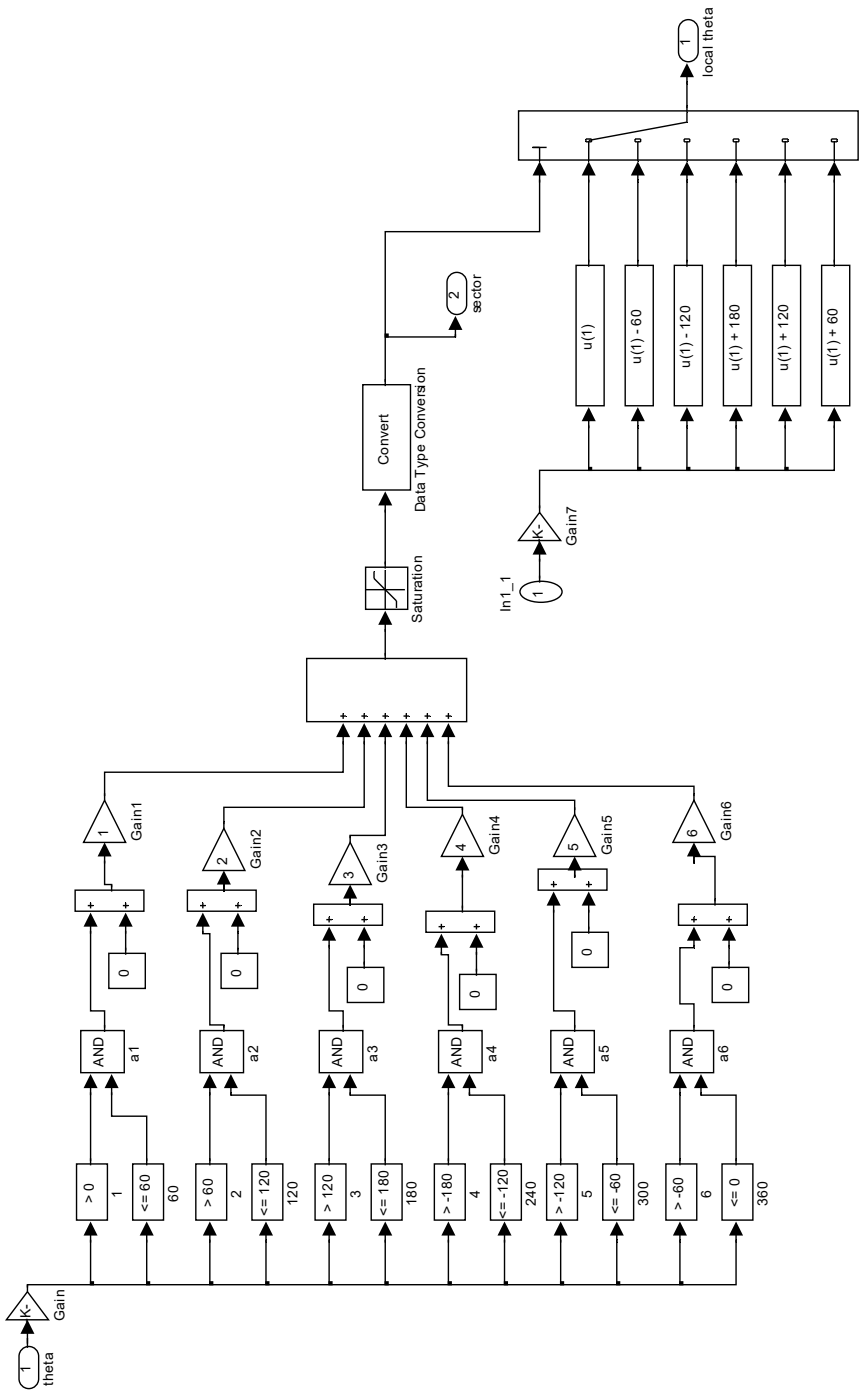 1
theta
K-
Gain
> 0
1
<= 60
60
> 60
2
<= 120
120
> 120
3
<= 180
180
> -180
4
<= -120
240
> -120
5
<= -60
300
> -60
6
<= 0
360
AND
a1
AND
a2
AND
a3
AND
a4
AND
a5
AND
a6
0
0
0
0
0
0
+
+
+
+
+
+
+
+
+
+
+
+
1
Gain1
2
Gain2
3
Gain3
4
Gain4
5
Gain5
6
Gain6
+
+
+
+
+
+
Saturation
Convert
Data Type Conversion
2
sector
1
In1_1
K-
Gain7
u(1)
u(1) - 60
u(1) - 120
u(1) + 180
u(1) + 120
u(1) + 60
1
local theta